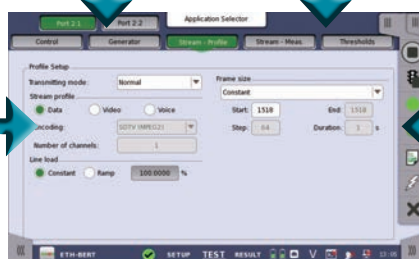 Port 2:1
Port 2:2
Application Selector
Control
Generator
Stream - Profile
Stream - Meas.
Thresholds
Profile Setup
Transmitting mode:
Normal
Stream profile
Data
Video
Voice
Encoding:
SDTV (MPEG2)
Number of channels:
1
Line load
Constant
Ramp
100.0000 %
Frame size
Constant
Start:
1518
End:
1518
Step:
64
Duration:
1
s
ETH-BERT
SETUP
TEST
RESULT